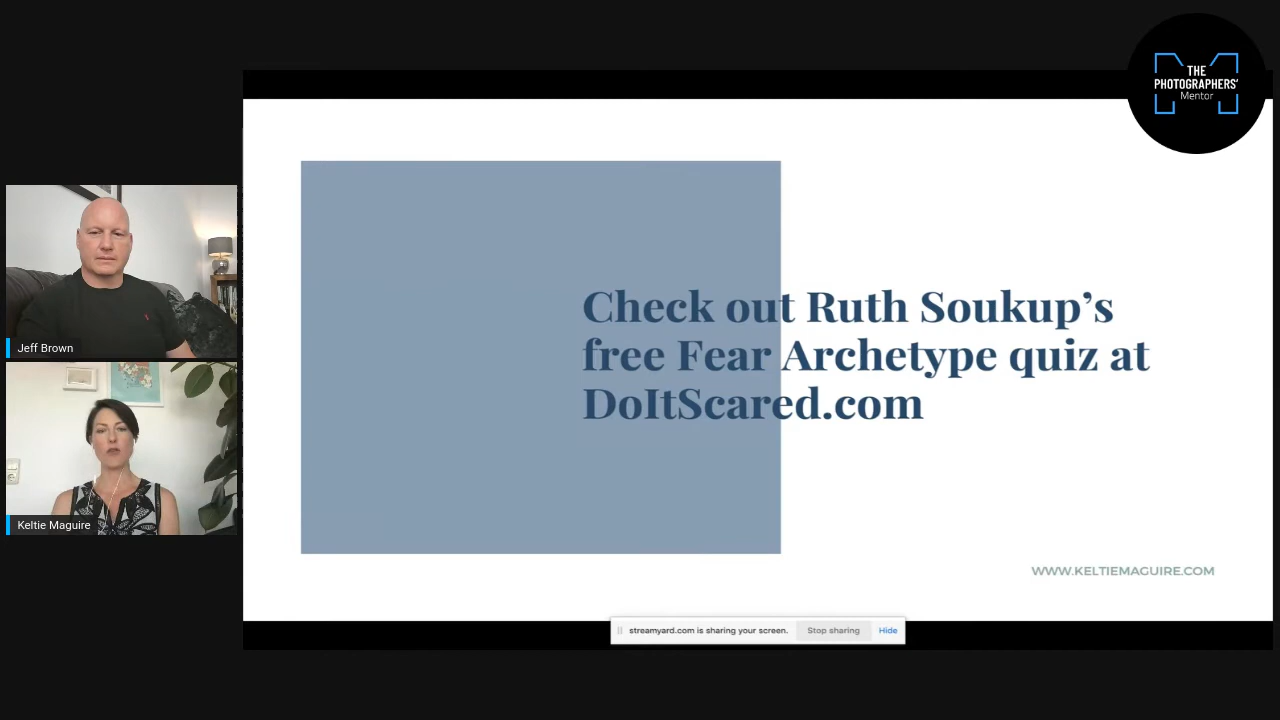 THE
PHOTOGRAPHERS'
Mentor
Jeff Brown
Keltie Maguire
Check out Ruth Soukup’s
free Fear Archetype quiz at
DoItScared.com
WWW.KELTIEMAGUIRE.COM
streamyard.com is sharing your screen.
Stop sharing
Hide